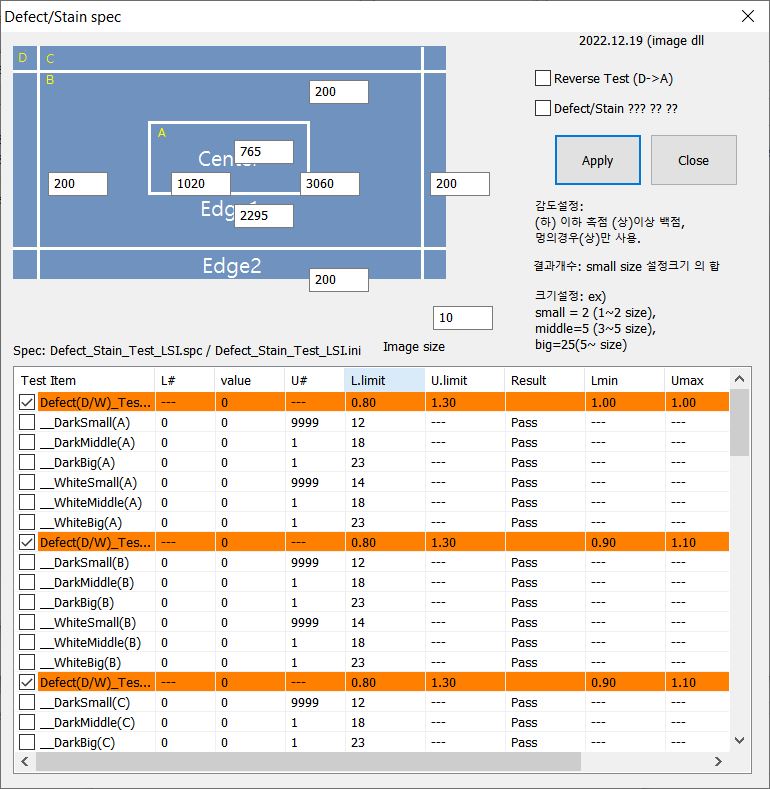 Defect/Stain spec
2022.12.19 (image dll
D
C
B
200
Reverse Test (D->A)
Defect/Stain ??? ?? ??
A
765
Center
200
1020
3060
200
Apply
Close
2295
감도설정:
(하) 이하 흑점 (상)이상 백점,
멍의경우(상)만 사용.
Edge2
200
결과개수: small size 설정크기 의 합
크기설정: ex)
small = 2 (1~2 size),
middle=5 (3~5 size),
big=25(5~ size)
10
Spec: Defect_Stain_Test_LSI.spc / Defect_Stain_Test_LSI.ini
Image size
Test Item L# value U# L.limit U.limit Result Lmin Umax
Defect(D/W)_Tes... --- 0 --- 0.80 1.30 1.00 1.00
__DarkSmall(A) 0 0 9999 12 --- Pass --- ---
__DarkMiddle(A) 0 0 1 18 --- Pass --- ---
__DarkBig(A) 0 0 1 23 --- Pass --- ---
__WhiteSmall(A) 0 0 9999 14 --- Pass --- ---
__WhiteMiddle(A) 0 0 1 18 --- Pass --- ---
__WhiteBig(A) 0 0 1 23 --- Pass --- ---
Defect(D/W)_Tes... --- 0 --- 0.80 1.30 0.90 1.10
__DarkSmall(B) 0 0 9999 12 --- Pass --- ---
__DarkMiddle(B) 0 0 1 18 --- Pass --- ---
__DarkBig(B) 0 0 1 23 --- Pass --- ---
__WhiteSmall(B) 0 0 9999 14 --- Pass --- ---
__WhiteMiddle(B) 0 0 1 18 --- Pass --- ---
__WhiteBig(B) 0 0 1 23 --- Pass --- ---
Defect(D/W)_Tes... --- 0 --- 0.80 1.30 0.90 1.10
__DarkSmall(C) 0 0 9999 12 --- Pass --- ---
__DarkMiddle(C) 0 0 1 18 --- Pass --- ---
__DarkBig(C) 0 0 1 23 --- Pass --- ---